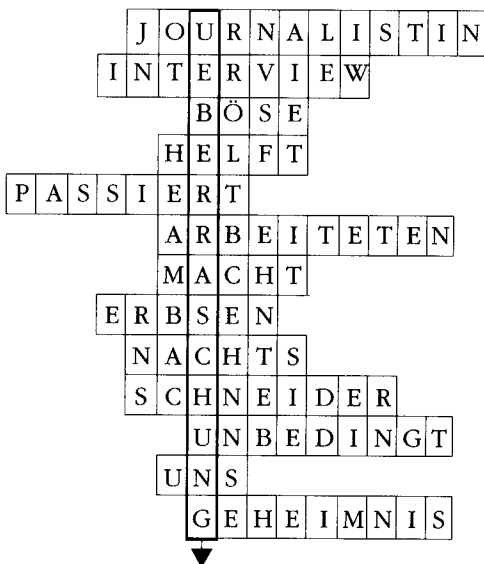 JOURNALISTIN
INTERVIEW
BÖSE
HELFT
PASSIERT
ARBEITETEN
MACHT
ERBSEN
NACHTS
SCHNEIDER
UNBEDINGT
UNS
GEHEIMNIS